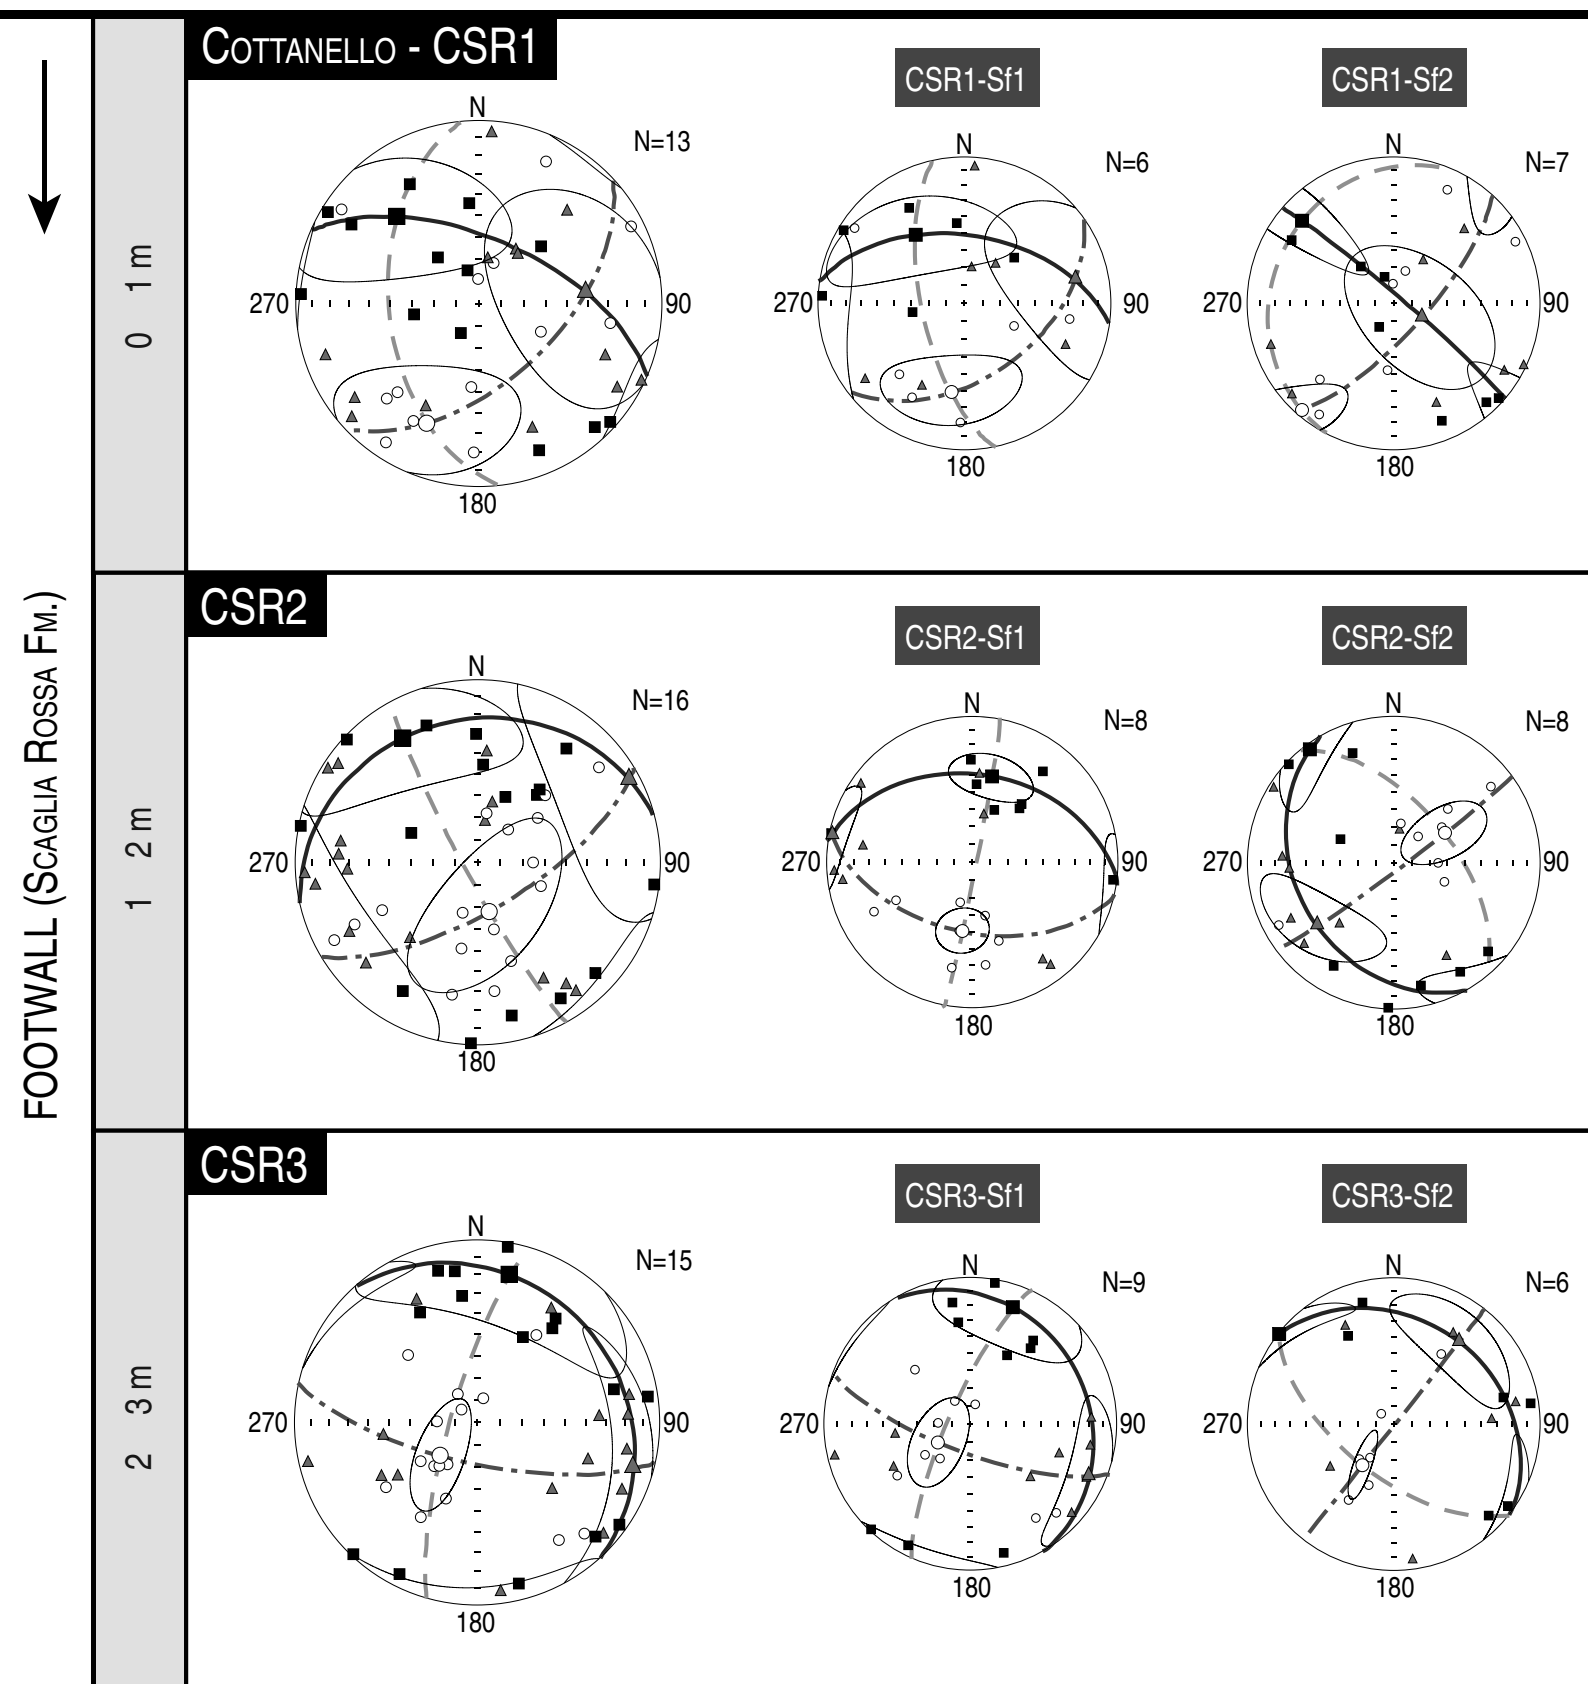 COTTANELLO - CSR1
CSR1-Sf1
CSR1-Sf2
N
N=13
270
90
180
N
N=6
270
90
180
N
N=7
270
90
180
0 1 m
FOOTWALL (SCAGLIA ROSSA FM.)
CSR2
CSR2-Sf1
CSR2-Sf2
N
N=16
270
90
180
N
N=8
270
90
180
N
N=8
270
90
180
1 2 m
CSR3
CSR3-Sf1
CSR3-Sf2
N
N=15
270
90
180
N
N=9
270
90
180
N
N=6
270
90
180
2 3 m